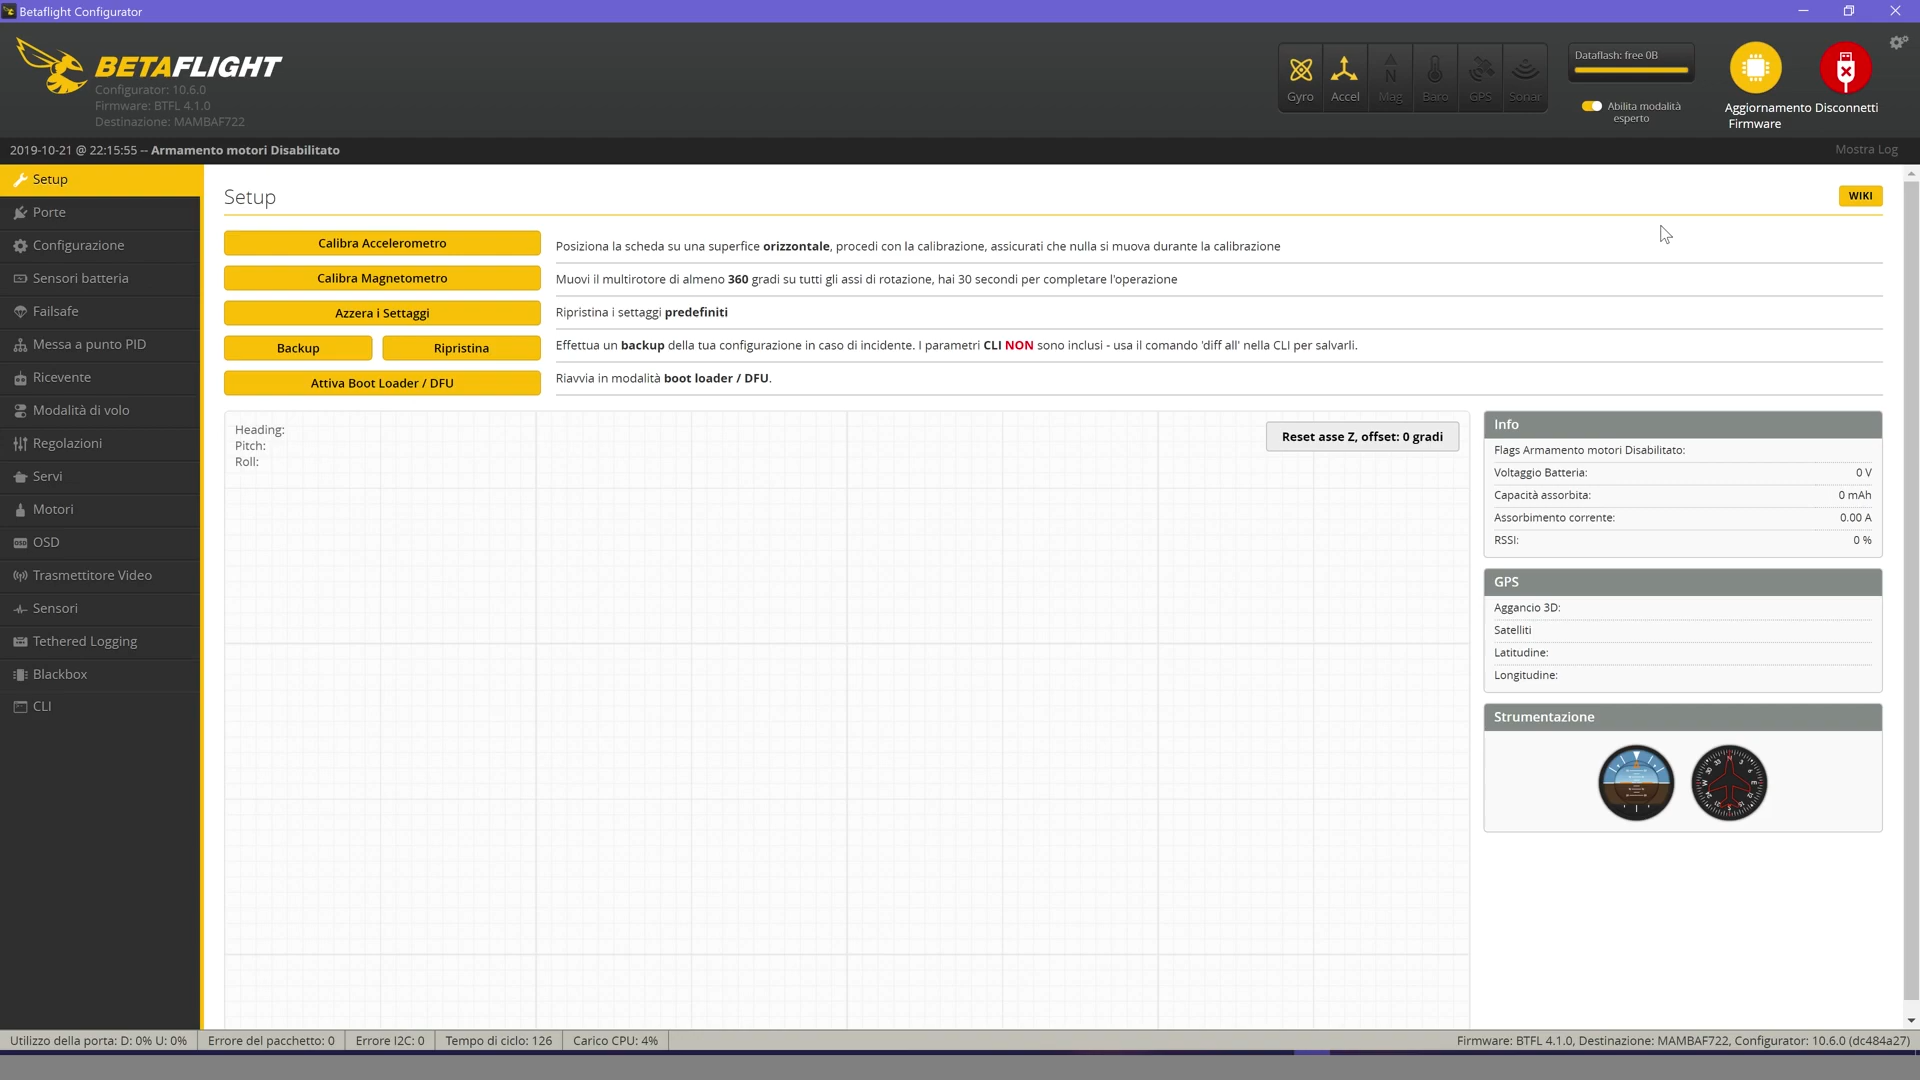 Betaflight Configurator
BETAFLIGHT
Configurator: 10.6.0
Firmware: BTFL 4.1.0
Destinazione: MAMBAF722
Gyro
Accel
Mag
Baro
GPS
Sonar
Dataflash: free 0B
Abilita modalità
esperto
Aggiornamento
Firmware
Disconnetti
2019-10-21 @ 22:15:55 -- Armamento motori Disabilitato
Mostra Log
Setup
Porte
Configurazione
Sensori batteria
Failsafe
Messa a punto PID
Ricevente
Modalità di volo
Regolazioni
Servi
Motori
OSD
Trasmettitore Video
Sensori
Tethered Logging
Blackbox
CLI
Setup
WIKI
Calibra Accelerometro
Posiziona la scheda su una superfice orizzontale, procedi con la calibrazione, assicurati che nulla si muova durante la calibrazione
Calibra Magnetometro
Muovi il multirotore di almeno 360 gradi su tutti gli assi di rotazione, hai 30 secondi per completare l'operazione
Azzera i Settaggi
Ripristina i settaggi predefiniti
Backup
Ripristina
Effettua un backup della tua configurazione in caso di incidente. I parametri CLI NON sono inclusi - usa il comando 'diff all' nella CLI per salvarli.
Attiva Boot Loader / DFU
Riavvia in modalità boot loader / DFU.
Heading:
Pitch:
Roll:
Reset asse Z, offset: 0 gradi
Info
Flags Armamento motori Disabilitato:
Voltaggio Batteria: 0 V
Capacità assorbita: 0 mAh
Assorbimento corrente: 0.00 A
RSSI: 0 %
GPS
Aggancio 3D:
Satelliti
Latitudine:
Longitudine:
Strumentazione
Utilizzo della porta: D: 0% U: 0%
Errore del pacchetto: 0
Errore I2C: 0
Tempo di ciclo: 126
Carico CPU: 4%
Firmware: BTFL 4.1.0, Destinazione: MAMBAF722, Configurator: 10.6.0 (dc484a27)